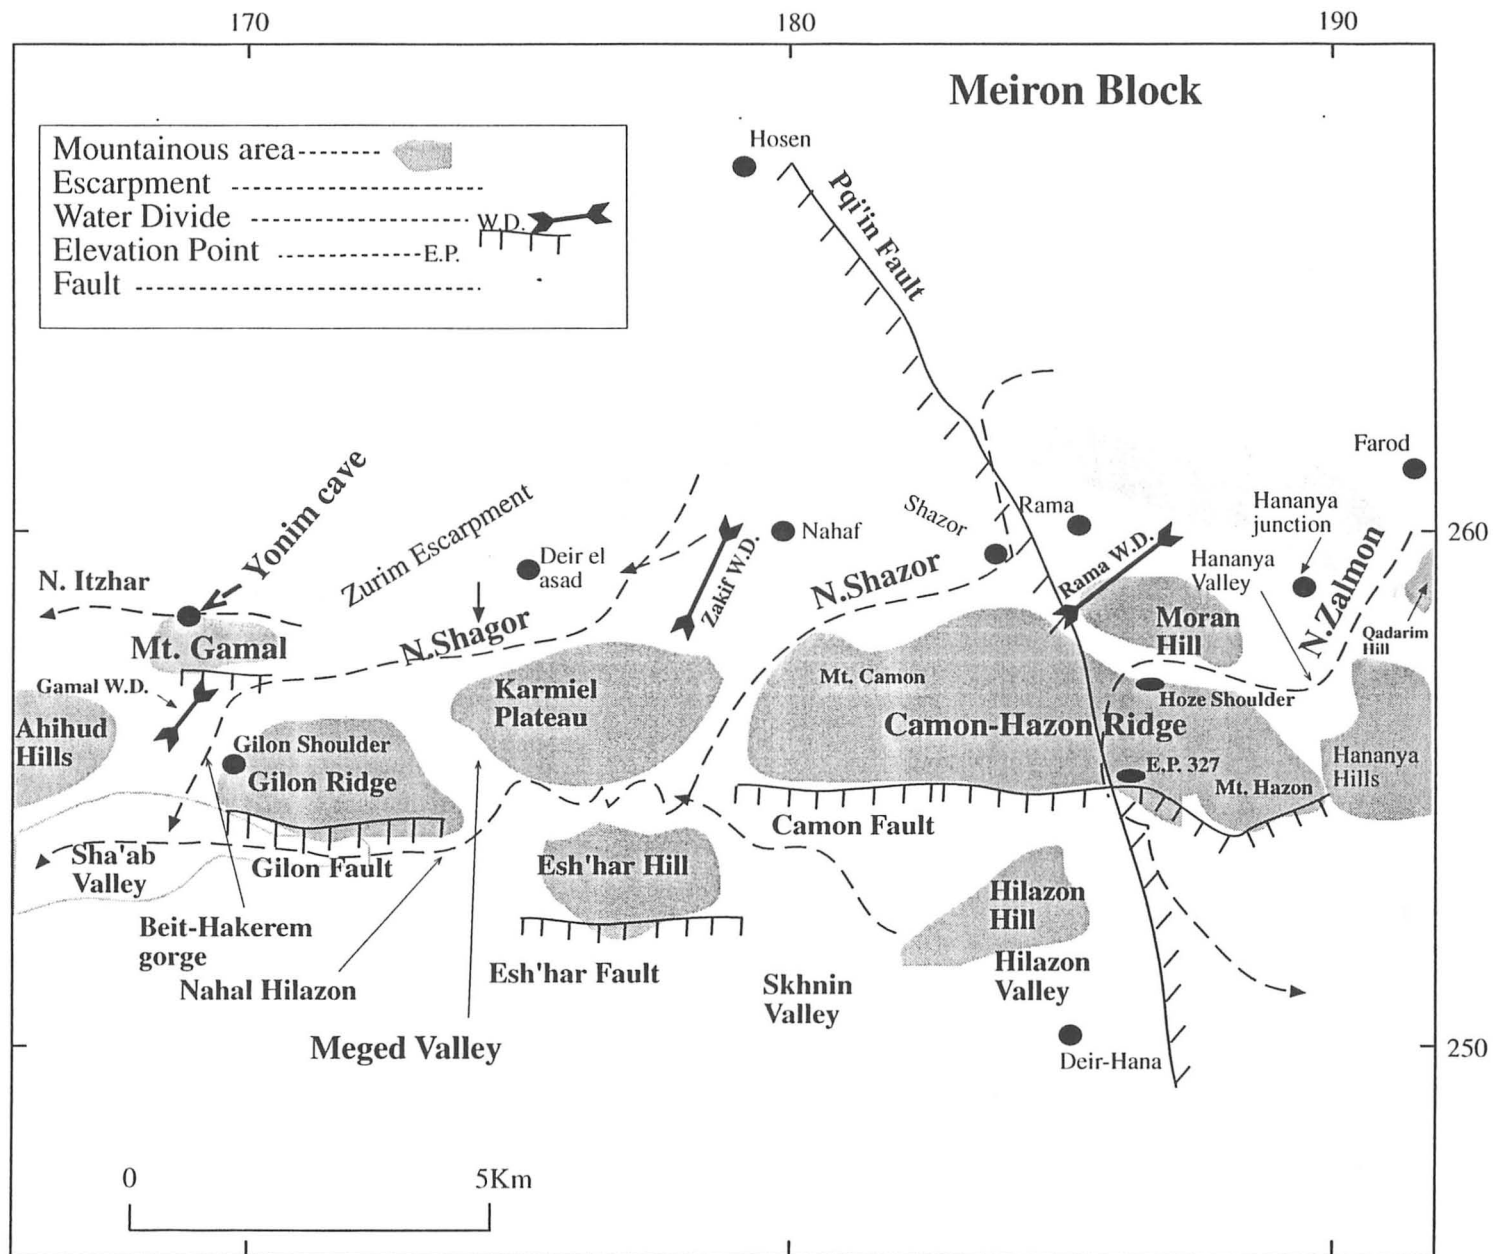 170
180
190
Meiron Block
Mountainous area-------
Escarpment
Water Divide
W.D.
Elevation Point
E.P.
Fault
Hosen
Pqi'in Fault
Farod
Yonim cave
Zurim Escarpment
Shazor
Rama
Hananya
junction
260
Nahaf
Deir el
asad
N. Itzhar
Zakif W.D.
N.Shazor
Rama W.D.
Hananya
Valley
N.Zalmon
Mt. Gamal
N.Shagor
Moran
Hill
Qadarim
Hill
Gamal W.D.
Karmiel
Plateau
Mt. Camon
Hoze Shoulder
Ahihud
Hills
Gilon Shoulder
Gilon Ridge
Camon-Hazon Ridge
E.P. 327
Mt. Hazon
Hananya
Hills
Camon Fault
Sha'ab
Valley
Gilon Fault
Esh'har Hill
Hilazon
Hill
Beit-Hakerem
gorge
Nahal Hilazon
Esh'har Fault
Skhnin
Valley
Hilazon
Valley
Meged Valley
250
Deir-Hana
0
5Km